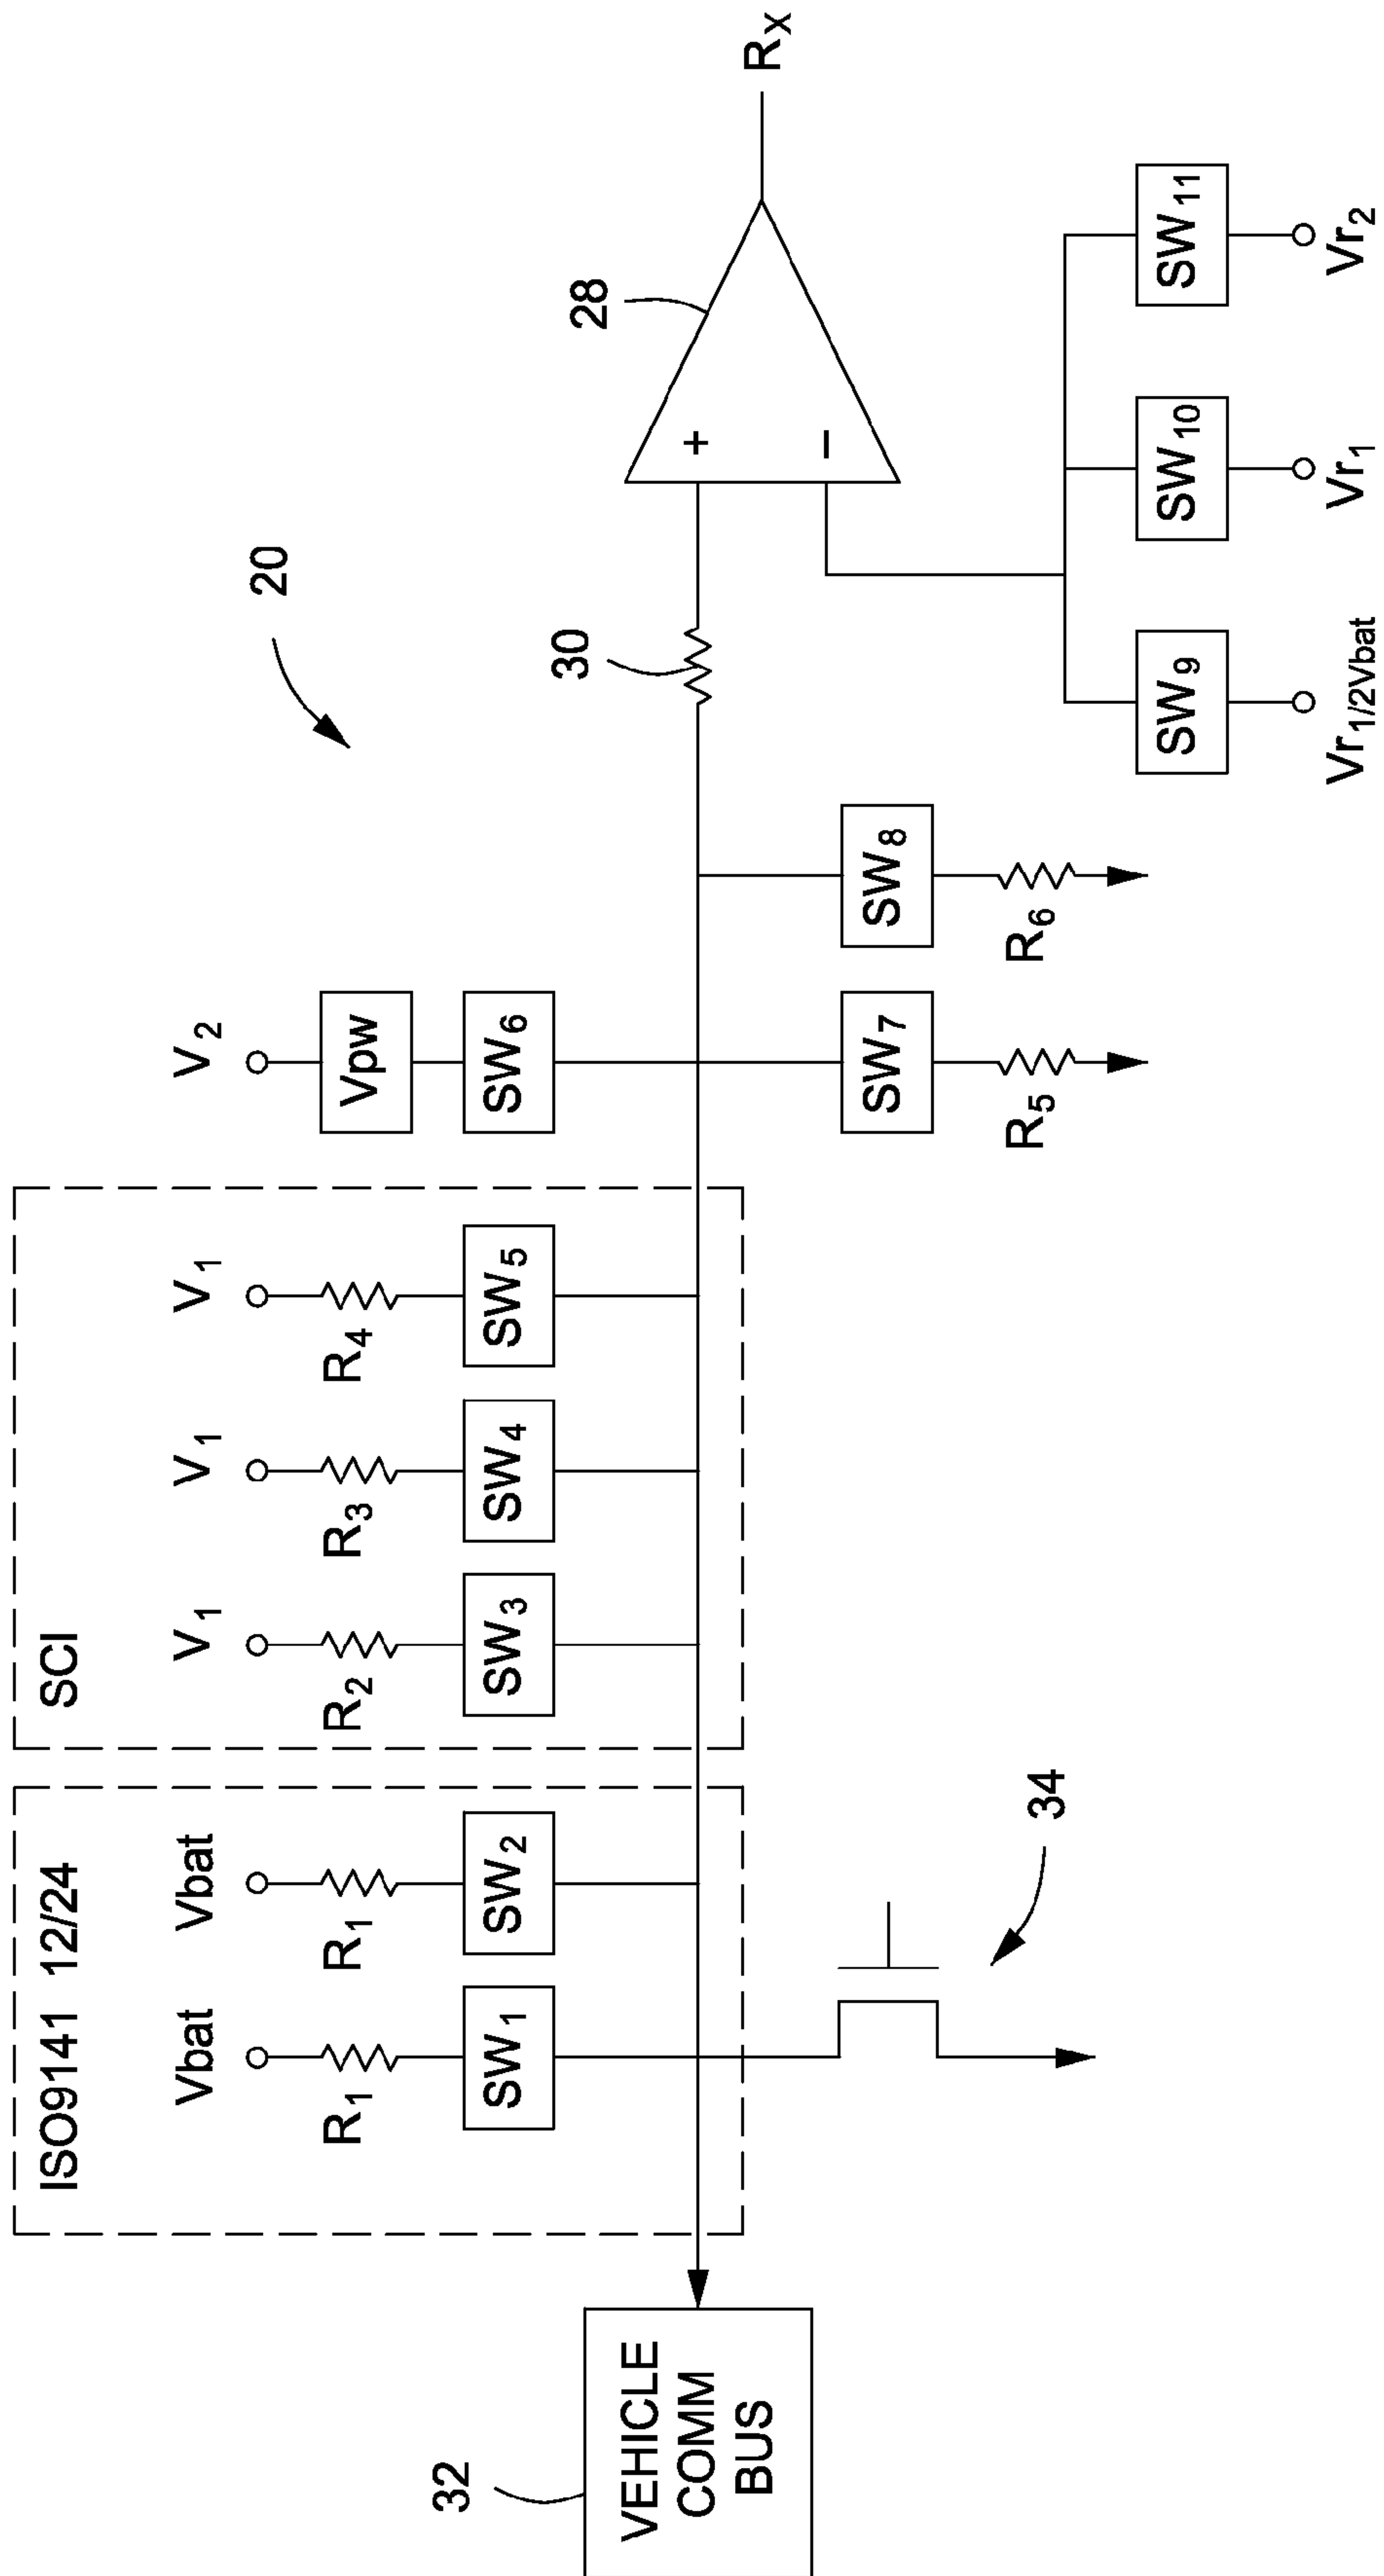 20
ISO9141 12/24
SCI
Vbat
Vbat
V1
V1
V1
V2
R1
R1
R2
R3
R4
Vpw
SW1
SW2
SW3
SW4
SW5
SW6
32
VEHICLE
COMM
BUS
30
28
+
−
RX
34
SW7
SW8
R5
R6
SW9
SW10
SW11
Vr1/2Vbat
Vr1
Vr2